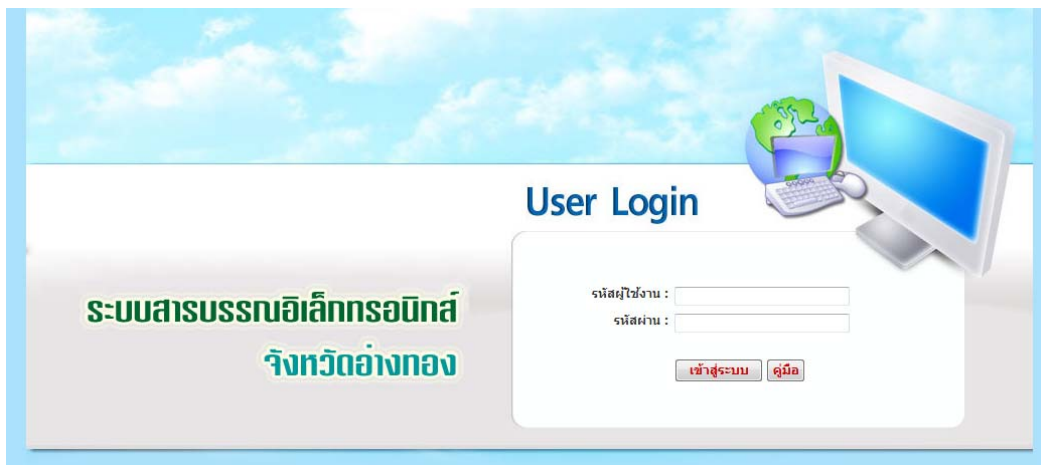 User Login
ระบบสารบรรณอิเล็กทรอนิกส์
จังหวัดอ่างทอง
รหัสผู้ใช้งาน :
รหัสผ่าน :
เข้าสู่ระบบ คู่มือ